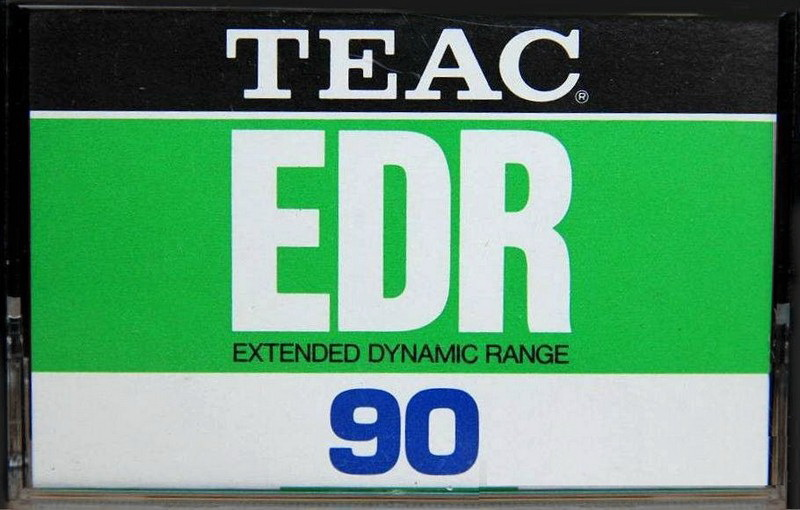 TEAC®
EDR
EXTENDED DYNAMIC RANGE
90